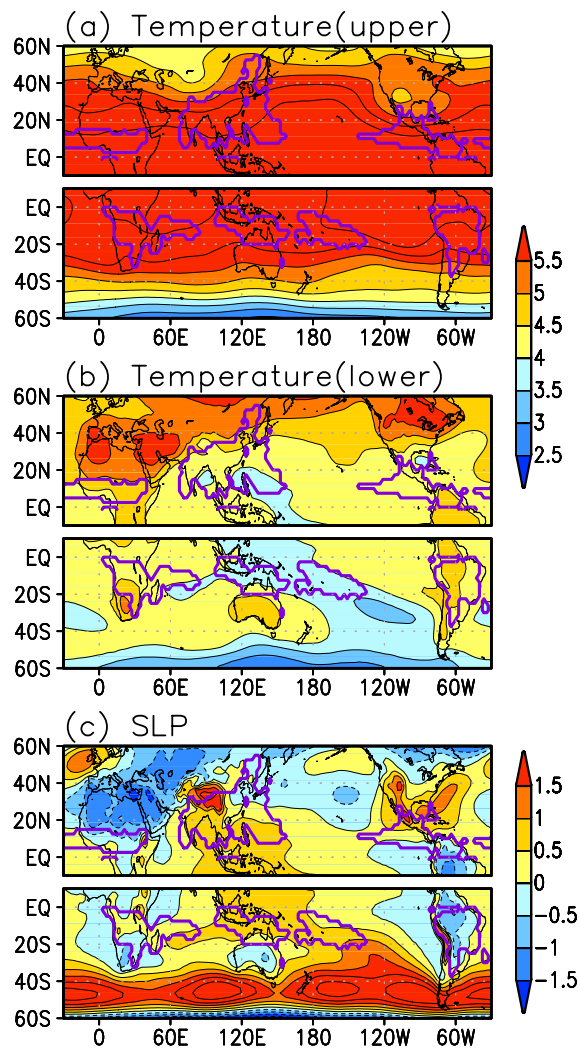 (a) Temperature(upper)
60N
40N
20N
EQ
EQ
20S
40S
60S
0 60E 120E 180 120W 60W
5.5
5
4.5
4
3.5
3
2.5
(b) Temperature(lower)
60N
40N
20N
EQ
EQ
20S
40S
60S
0 60E 120E 180 120W 60W
(c) SLP
60N
40N
20N
EQ
EQ
20S
40S
60S
0 60E 120E 180 120W 60W
1.5
1
0.5
0
−0.5
−1
−1.5